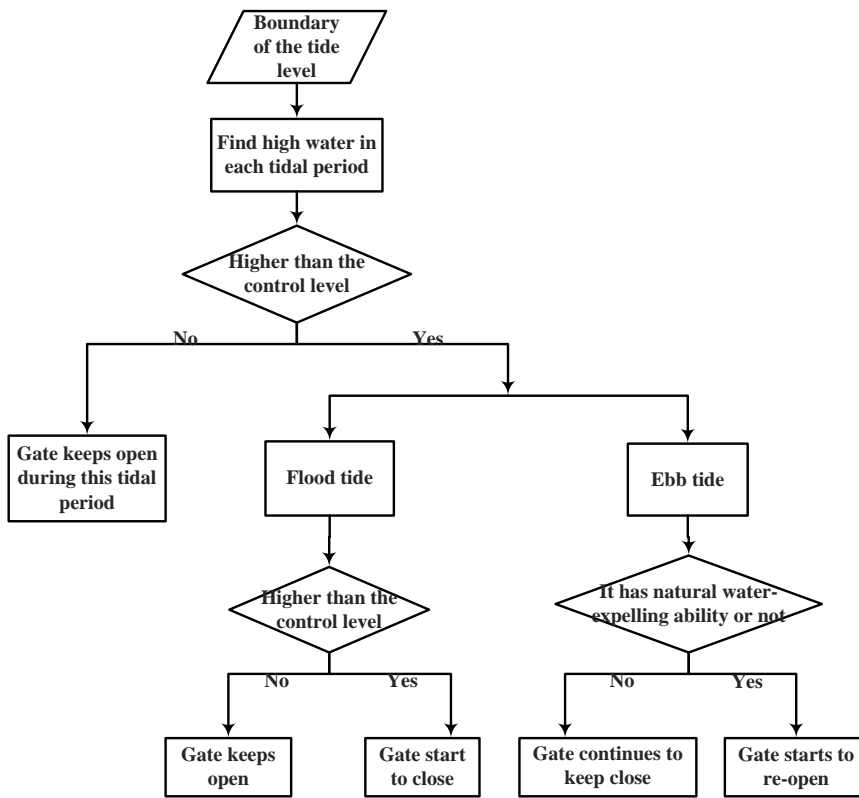 Boundary
of the tide
level
Find high water in
each tidal period
Higher than the
control level
No
Yes
Gate keeps open
during this tidal
period
Flood tide
Ebb tide
Higher than the
control level
It has natural water-
expelling ability or not
No
Yes
No
Yes
Gate keeps
open
Gate start
to close
Gate continues to
keep close
Gate starts to
re-open